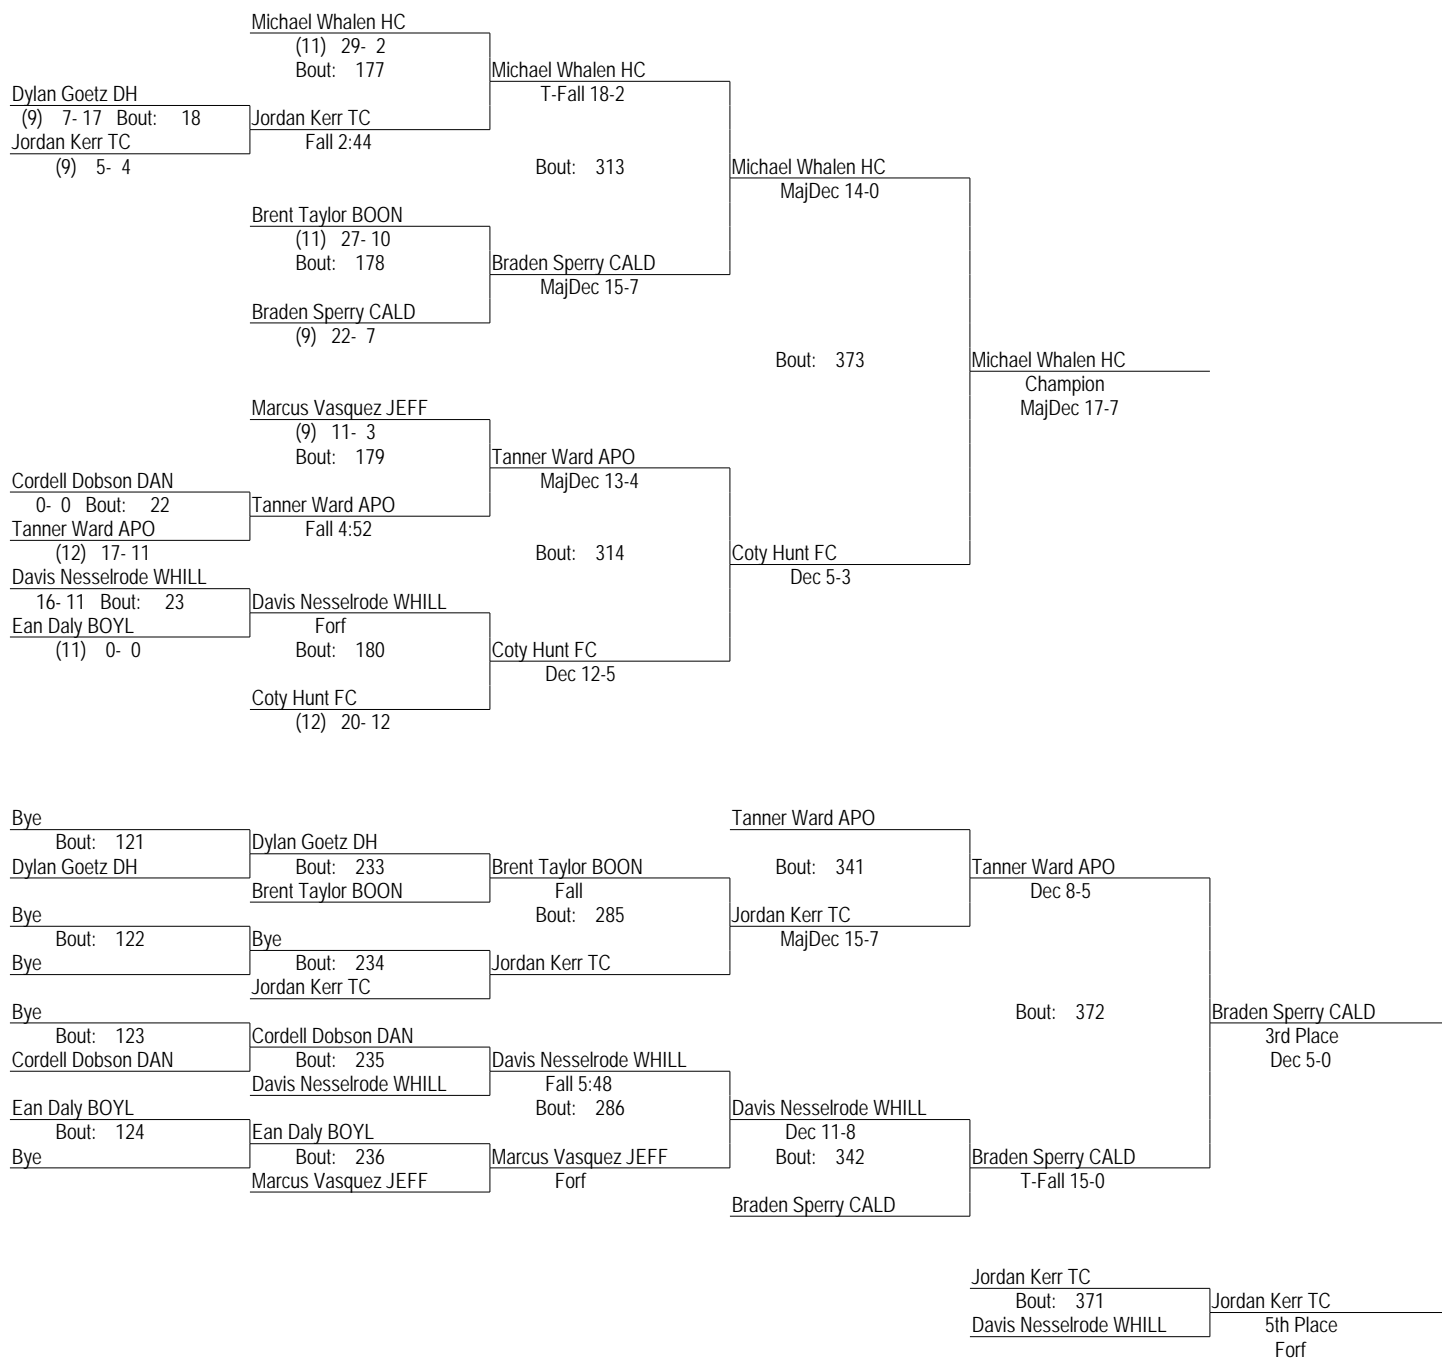 Michael Whalen HC
(11) 29- 2
Bout: 177
Michael Whalen HC
T-Fall 18-2
Dylan Goetz DH
(9) 7- 17 Bout: 18
Jordan Kerr TC
Fall 2:44
Jordan Kerr TC
(9) 5- 4
Bout: 313
Michael Whalen HC
MajDec 14-0
Brent Taylor BOON
(11) 27- 10
Bout: 178
Braden Sperry CALD
MajDec 15-7
Braden Sperry CALD
(9) 22- 7
Bout: 373
Michael Whalen HC
Champion
MajDec 17-7
Marcus Vasquez JEFF
(9) 11- 3
Bout: 179
Tanner Ward APO
MajDec 13-4
Cordell Dobson DAN
0- 0 Bout: 22
Tanner Ward APO
Fall 4:52
Tanner Ward APO
(12) 17- 11
Bout: 314
Coty Hunt FC
Dec 5-3
Davis Nesselrode WHILL
16- 11 Bout: 23
Davis Nesselrode WHILL
Forf
Ean Daly BOYL
(11) 0- 0
Bout: 180
Coty Hunt FC
Dec 12-5
Coty Hunt FC
(12) 20- 12
Bye
Bout: 121
Dylan Goetz DH
Dylan Goetz DH
Bout: 233
Brent Taylor BOON
Brent Taylor BOON
Fall
Bout: 285
Tanner Ward APO
Bout: 341
Tanner Ward APO
Dec 8-5
Jordan Kerr TC
MajDec 15-7
Bye
Bout: 122
Bye
Bye
Bout: 234
Jordan Kerr TC
Jordan Kerr TC
Bye
Bout: 123
Cordell Dobson DAN
Cordell Dobson DAN
Bout: 235
Davis Nesselrode WHILL
Davis Nesselrode WHILL
Fall 5:48
Bout: 286
Bout: 372
Braden Sperry CALD
3rd Place
Dec 5-0
Ean Daly BOYL
Bout: 124
Bye
Ean Daly BOYL
Bout: 236
Marcus Vasquez JEFF
Marcus Vasquez JEFF
Forf
Davis Nesselrode WHILL
Dec 11-8
Bout: 342
Braden Sperry CALD
Braden Sperry CALD
T-Fall 15-0
Jordan Kerr TC
Bout: 371
Davis Nesselrode WHILL
Jordan Kerr TC
5th Place
Forf